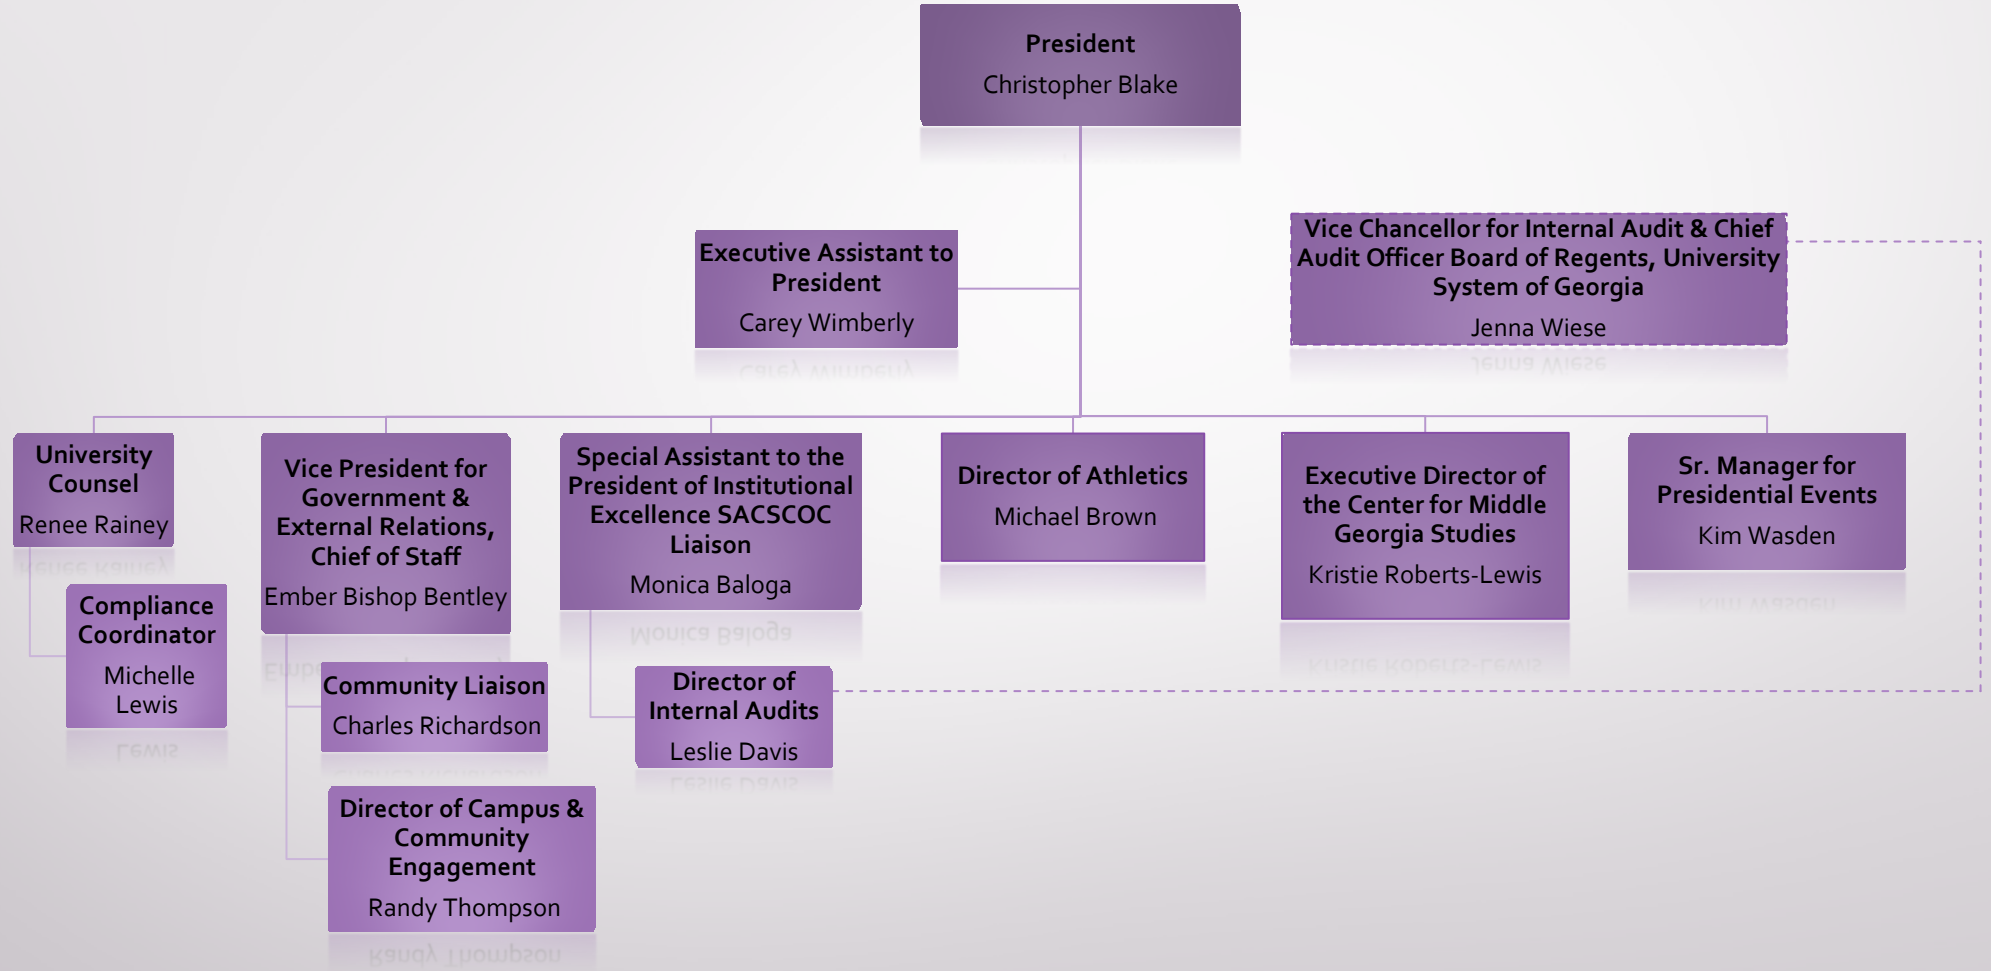 President
Christopher Blake
Executive Assistant to
President
Carey Wimberly
Vice Chancellor for Internal Audit & Chief
Audit Officer Board of Regents, University
System of Georgia
Jenna Wiese
University
Counsel
Renee Rainey
Vice President for
Government &
External Relations,
Chief of Staff
Ember Bishop Bentley
Special Assistant to the
President of Institutional
Excellence SACSCOC
Liaison
Monica Baloga
Director of Athletics
Michael Brown
Executive Director of
the Center for Middle
Georgia Studies
Kristie Roberts-Lewis
Sr. Manager for
Presidential Events
Kim Wasden
Compliance
Coordinator
Michelle
Lewis
Community Liaison
Charles Richardson
Director of
Internal Audits
Leslie Davis
Director of Campus &
Community
Engagement
Randy Thompson